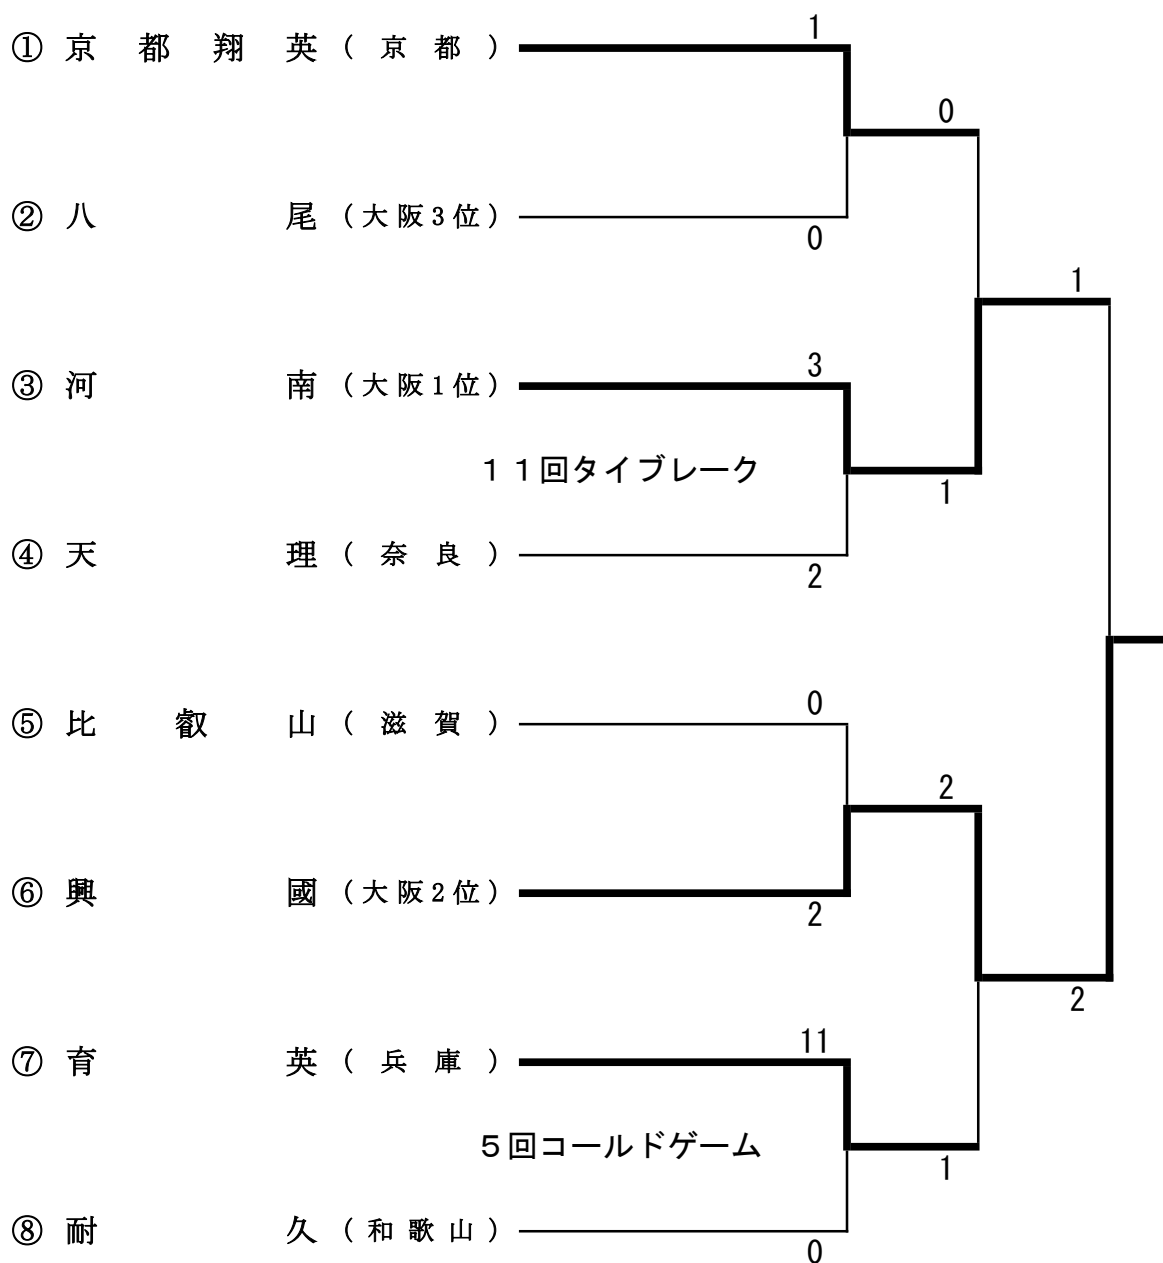 1
① 京都翔英（京都）
0
② 八尾（大阪3位）
0
1
③ 河南（大阪1位）
3
１１回タイブレーク
1
④ 天理（奈良）
2
⑤ 比叡山（滋賀）
0
2
⑥ 興國（大阪2位）
2
2
⑦ 育英（兵庫）
11
５回コールドゲーム
1
⑧ 耐久（和歌山）
0